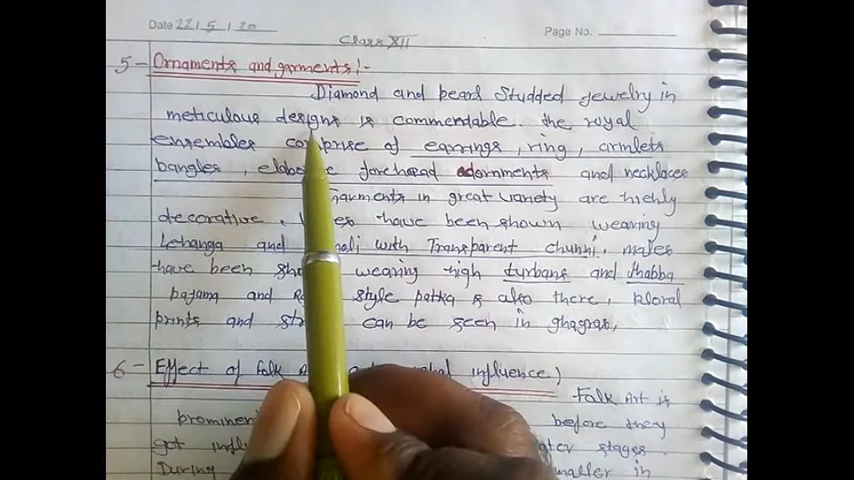 Date 22/5/20
Page No.
Class XII
5- Ornaments and garments:-
Diamond and beard Studded jewelry in
meticulous designs is commendable. the royal
ensembles comprise of earrings, ring, armlets
bangles, forehead adornments and necklaces
Garments in great variety are highly
decorative. have been shown wearing
Lehanga and with Transparent chunni. males
have been wearing high turbans and Jhabba
pajama and style patka is also there, Floral
prints and can be seen in ghagras,
6- Effect of Folk influence:)
Folk Art is
before they
got stages.
During in